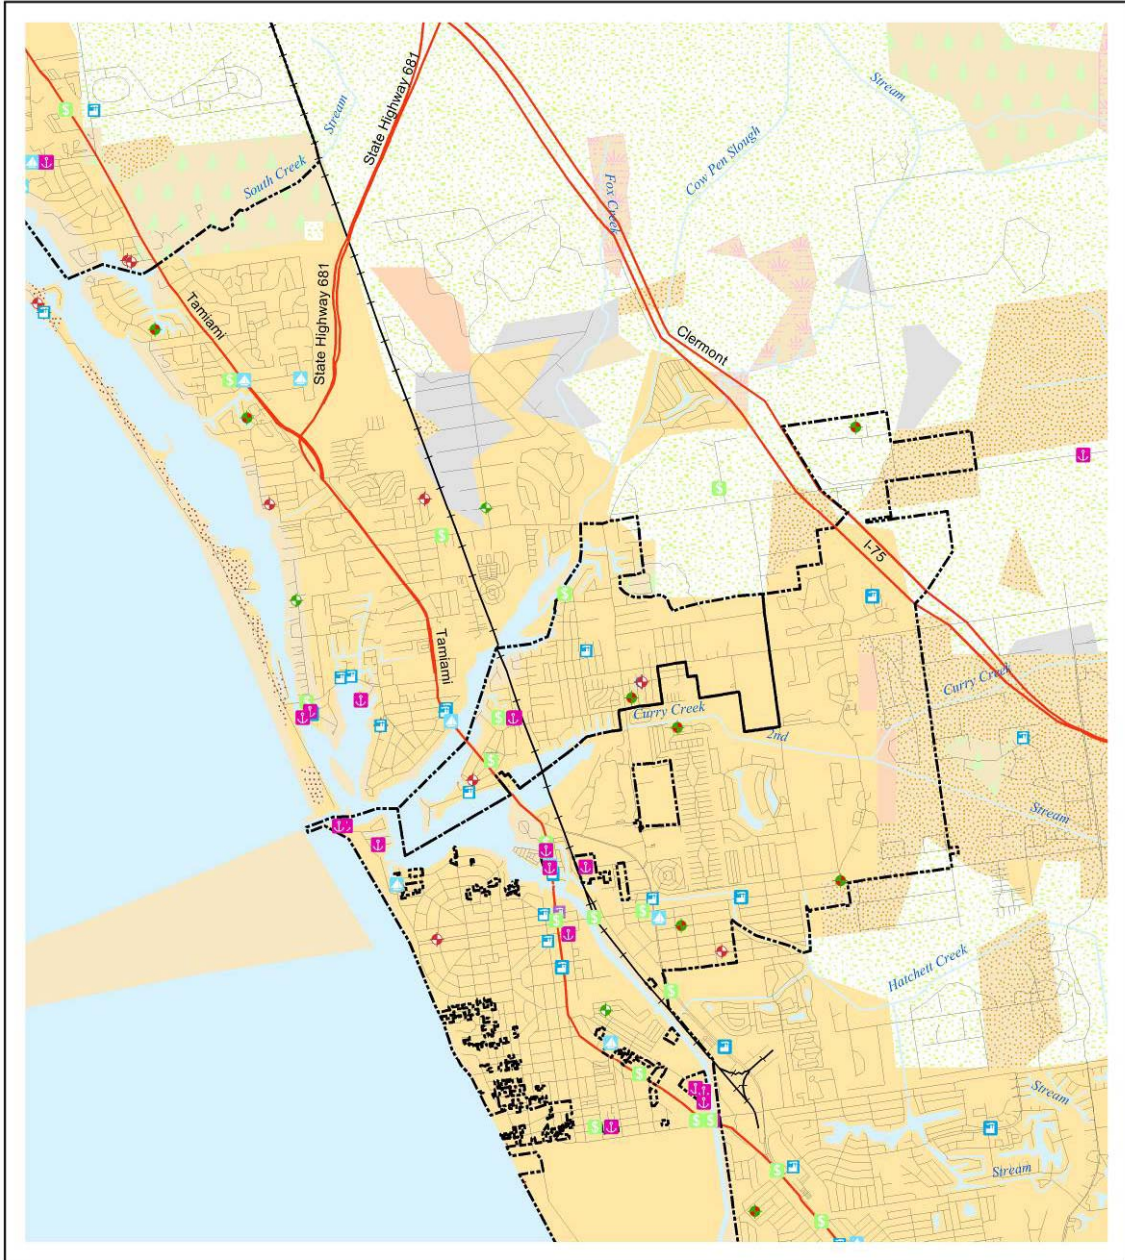 State Highway 681
Stream
Stream
Cow Pen Slough
South Creek
Fox Creek
Tamiami
State Highway 681
Clermont
I-75
Tamiami
Curry Creek
Curry Creek
2nd
Stream
Hatchett Creek
Stream
Stream